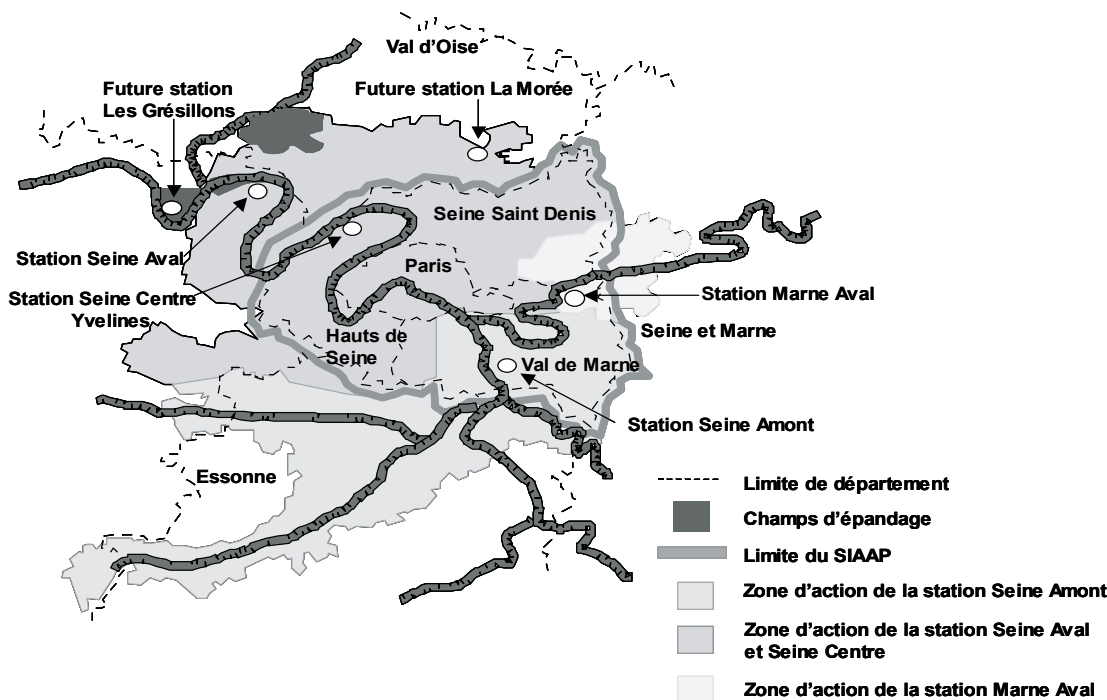 Val d'Oise
Future station
Les Grésillons
Future station La Morée
Seine Saint Denis
Station Seine Aval
Paris
Station Seine Centre
Yvelines
Station Marne Aval
Hauts de
Seine
Seine et Marne
Val de Marne
Station Seine Amont
Essonne
Limite de département
Champs d'épandage
Limite du SIAAP
Zone d'action de la station Seine Amont
Zone d'action de la station Seine Aval
et Seine Centre
Zone d'action de la station Marne Aval